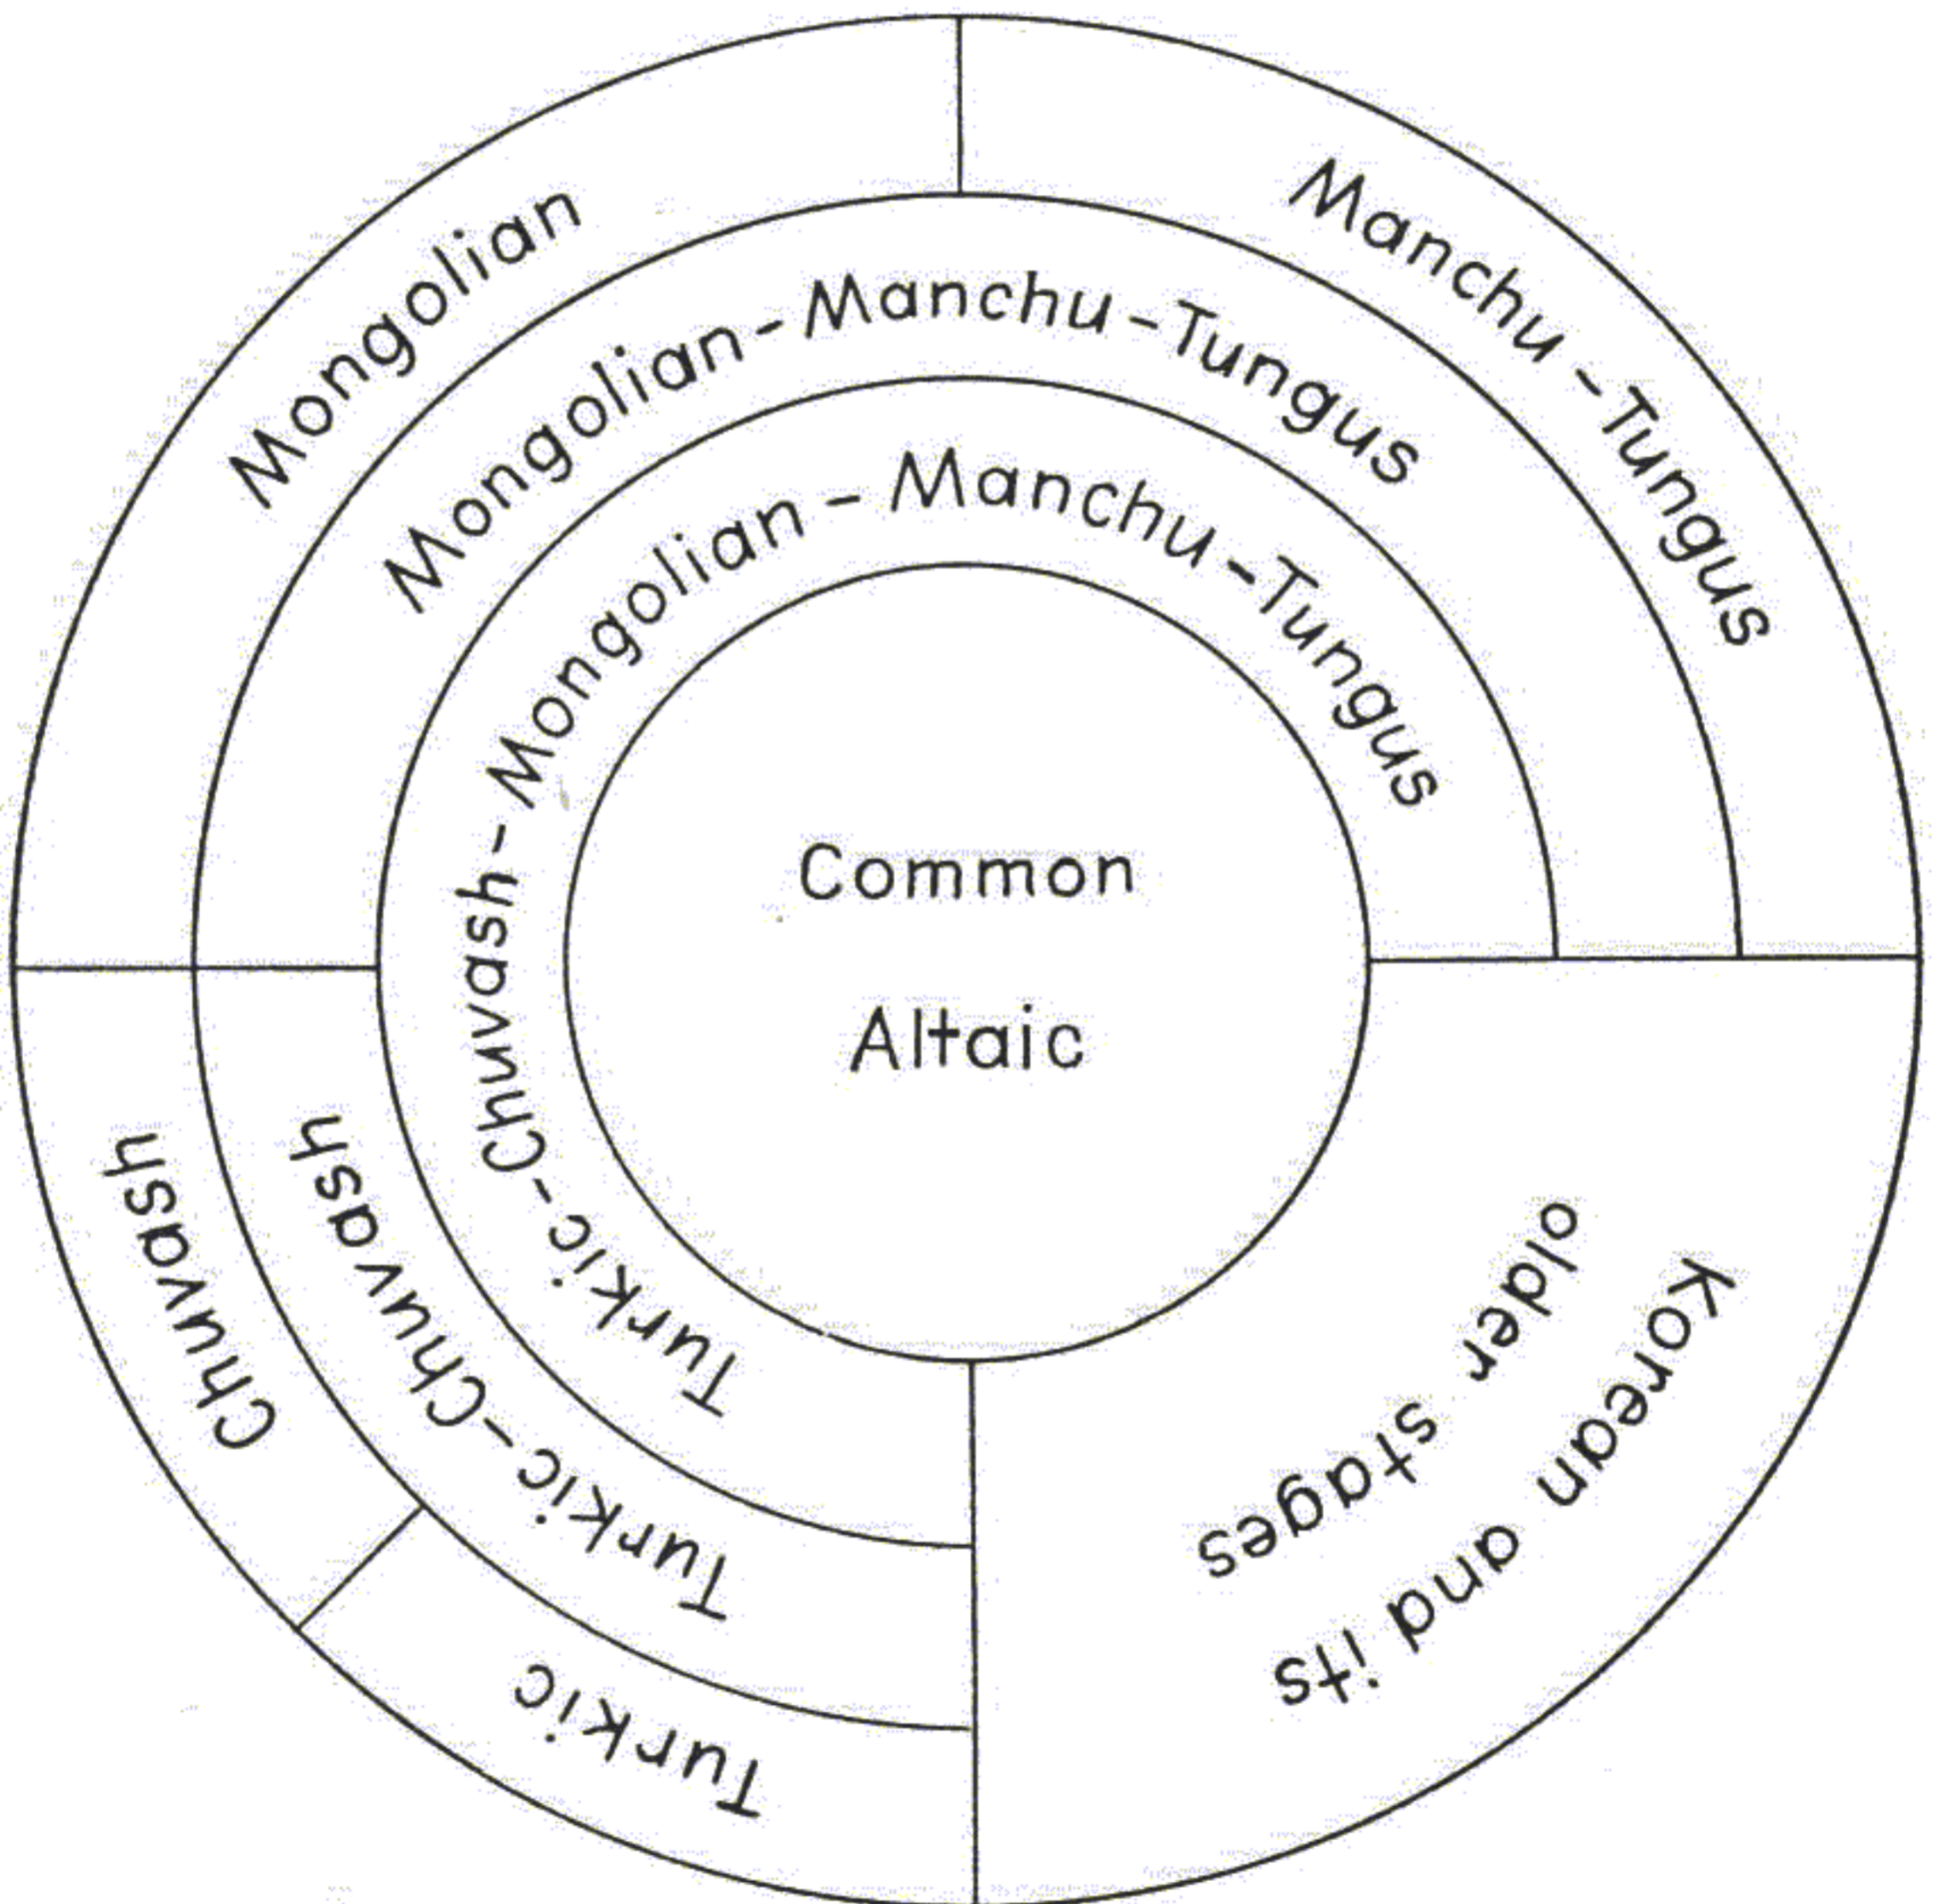 Mongolian
Manchu-Tungus
Mongolian-Manchu-Tungus
Turkic-Chuvash-Mongolian-Manchu-Tungus
Common
Altaic
Chuvash
Turkic-Chuvash
Turkic
Korean and its
older stages